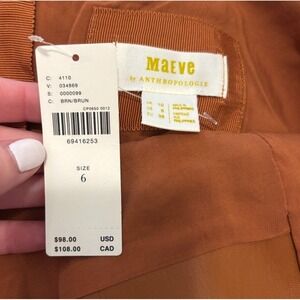 C: 4110
V: 034869
S: 0000099
C: BRN/BRUN
69416253
SIZE
6
$98.00 USD
$108.00 CAD
MAEVE
by ANTHROPOLOGIE